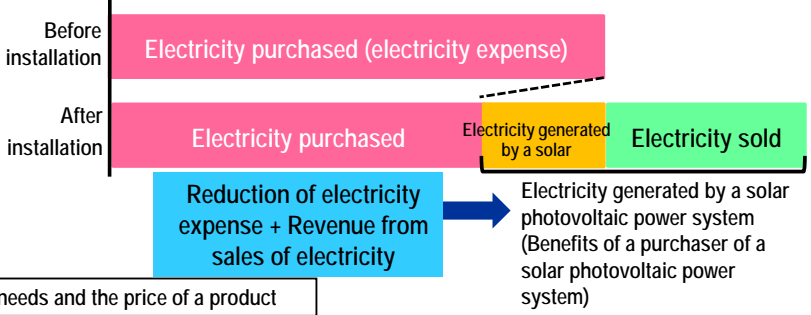 Before
installation
Electricity purchased (electricity expense)
After
installation
Electricity purchased
Electricity generated
by a solar
Electricity sold
Reduction of electricity
expense + Revenue from
sales of electricity
Electricity generated by a solar
photovoltaic power system
(Benefits of a purchaser of a
solar photovoltaic power
system)
needs and the price of a product